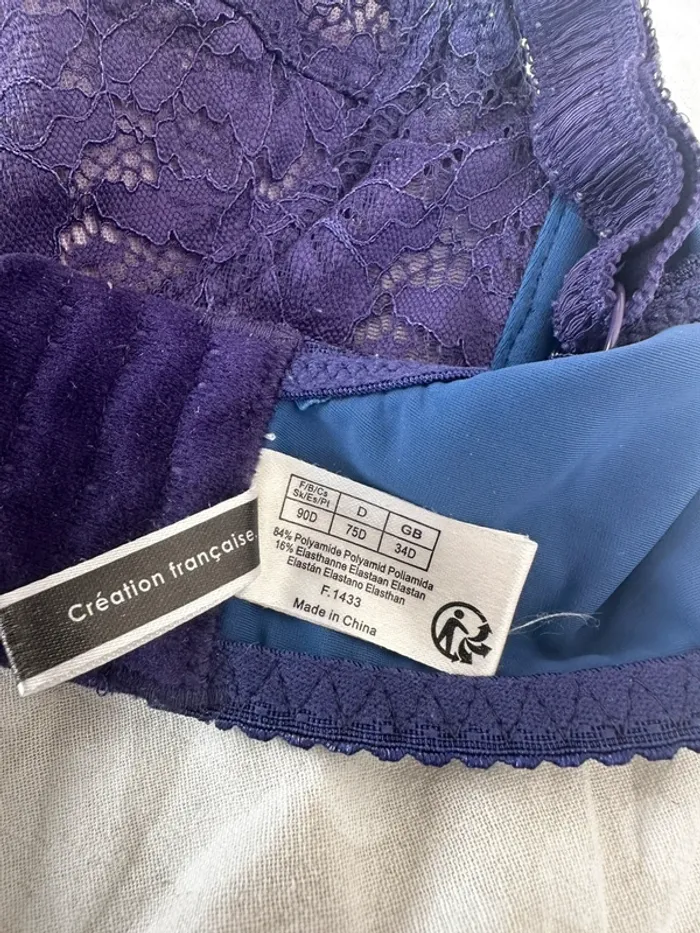 Création française.
F/B/Cs
Sk/Es/Pt
D
GB
90D
75D
34D
84% Polyamide Polyamid Poliamida
16% Elasthanne Elastaan Elastan
Elastán Elastano Elasthan
F.1433
Made in China